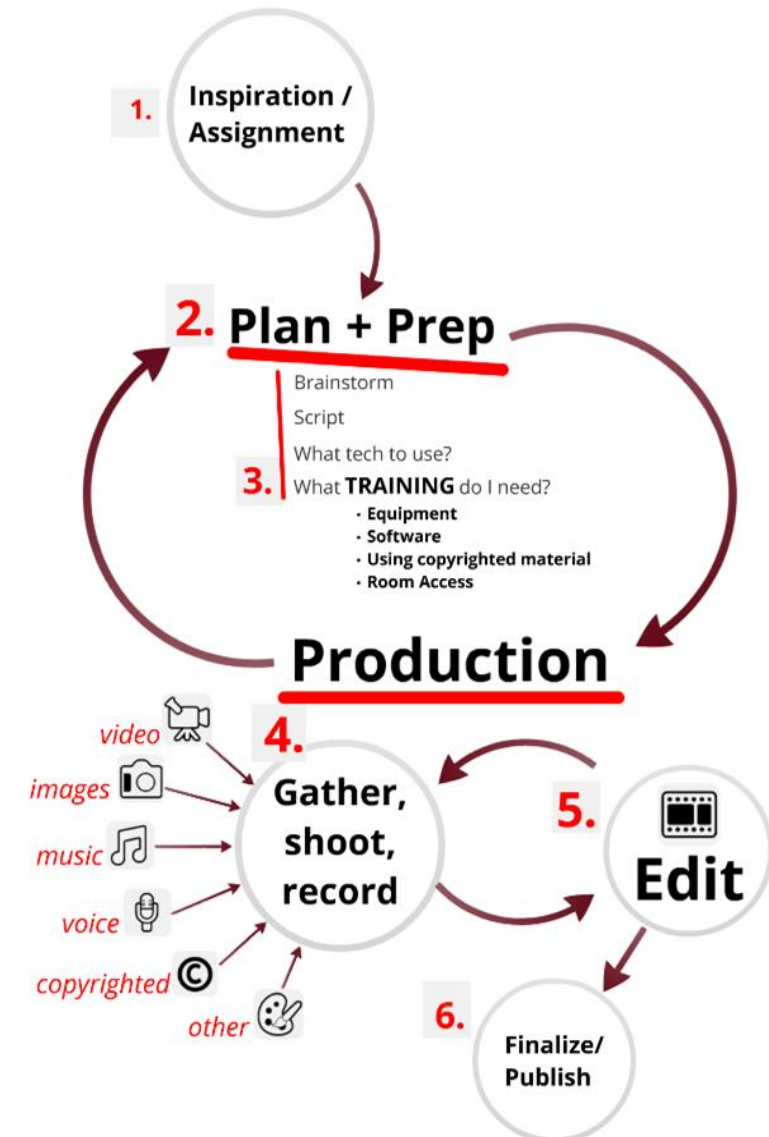 1.
Inspiration /
Assignment
2. Plan + Prep
Brainstorm
Script
What tech to use?
3. What TRAINING do I need?
· Equipment
· Software
· Using copyrighted material
· Room Access
Production
4.
Gather,
shoot,
record
video
images
music
voice
copyrighted ©
other
5.
Edit
6.
Finalize/
Publish